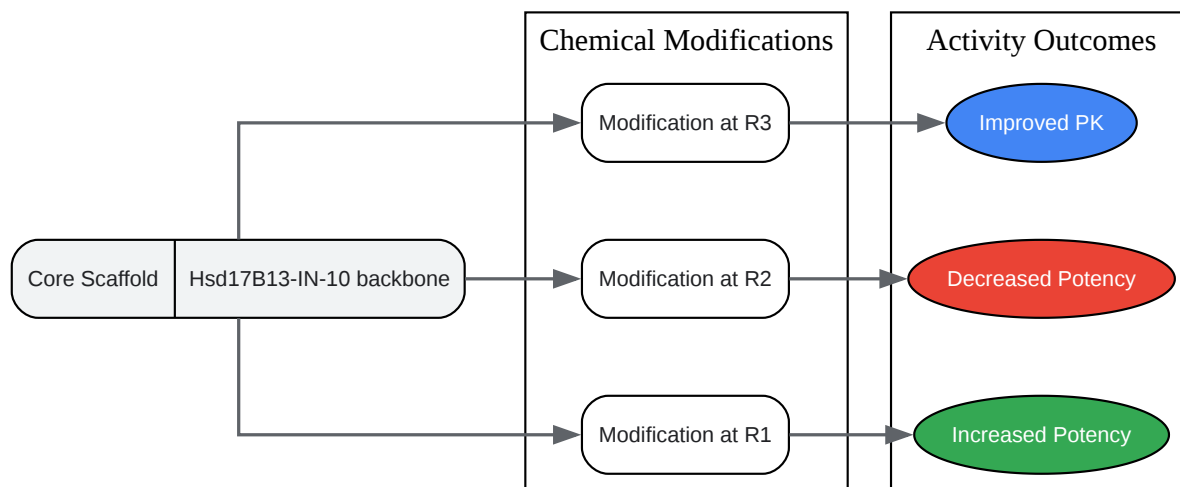 Chemical Modifications
Activity Outcomes
Modification at R3
Improved PK
Core Scaffold
Hsd17B13-IN-10 backbone
Modification at R2
Decreased Potency
Modification at R1
Increased Potency